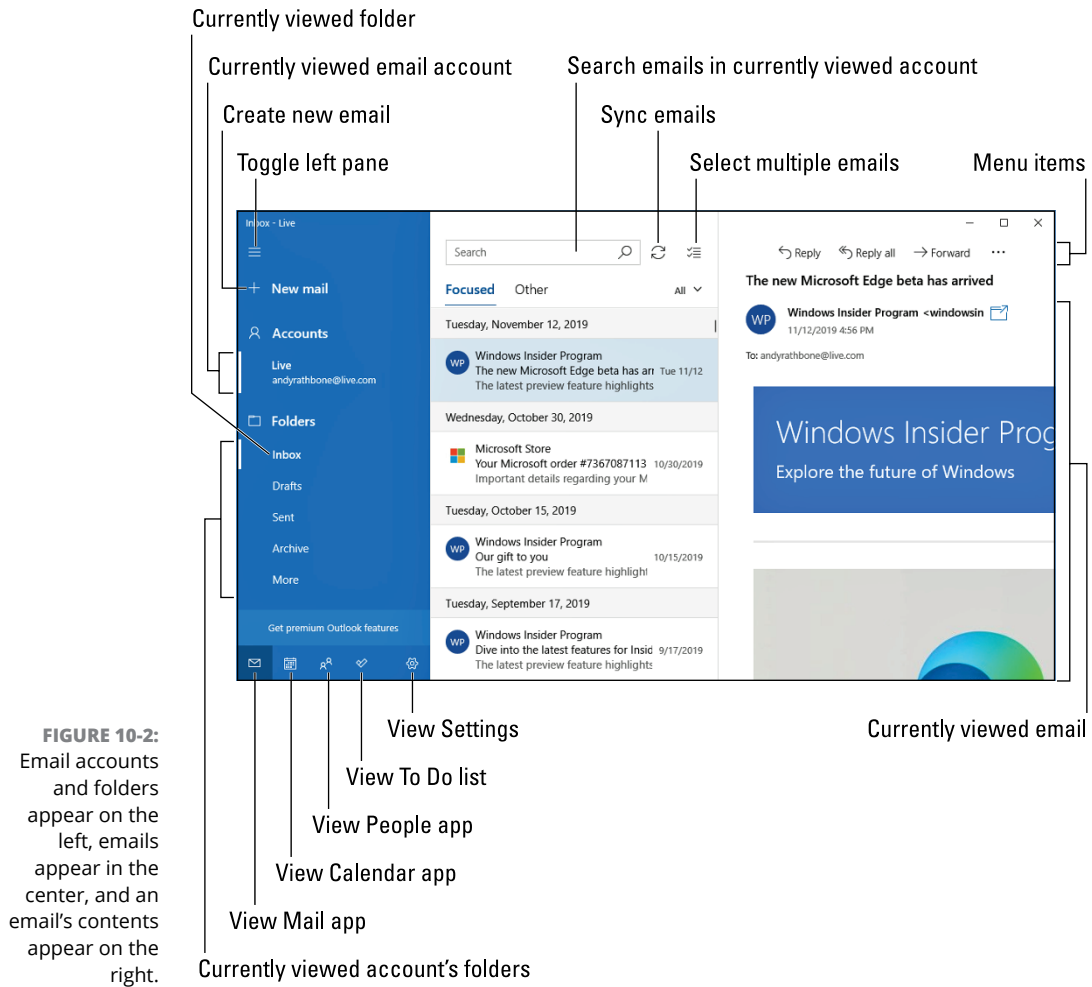 Currently viewed folder
Currently viewed email account
Search emails in currently viewed account
Create new email
Sync emails
Toggle left pane
Select multiple emails
Menu items
Inbox - Live
Search
Reply
Reply all
Forward
New mail
Focused
Other
All
The new Microsoft Edge beta has arrived
Accounts
Tuesday, November 12, 2019
WP
Windows Insider Program <windowsin
11/12/2019 4:56 PM
Live
andyrathbone@live.com
WP
Windows Insider Program
The new Microsoft Edge beta has arr Tue 11/12
The latest preview feature highlights
To: andyrathbone@live.com
Folders
Wednesday, October 30, 2019
Windows Insider Prog
Explore the future of Windows
Inbox
Microsoft Store
Your Microsoft order #7367087113 10/30/2019
Important details regarding your M
Drafts
Sent
Tuesday, October 15, 2019
Archive
WP
Windows Insider Program
Our gift to you 10/15/2019
The latest preview feature highlight
More
Tuesday, September 17, 2019
Get premium Outlook features
WP
Windows Insider Program
Dive into the latest features for Insid 9/17/2019
The latest preview feature highlights
View Settings
Currently viewed email
View To Do list
View People app
View Calendar app
View Mail app
Currently viewed account's folders
FIGURE 10-2:
Email accounts
and folders
appear on the
left, emails
appear in the
center, and an
email's contents
appear on the
right.